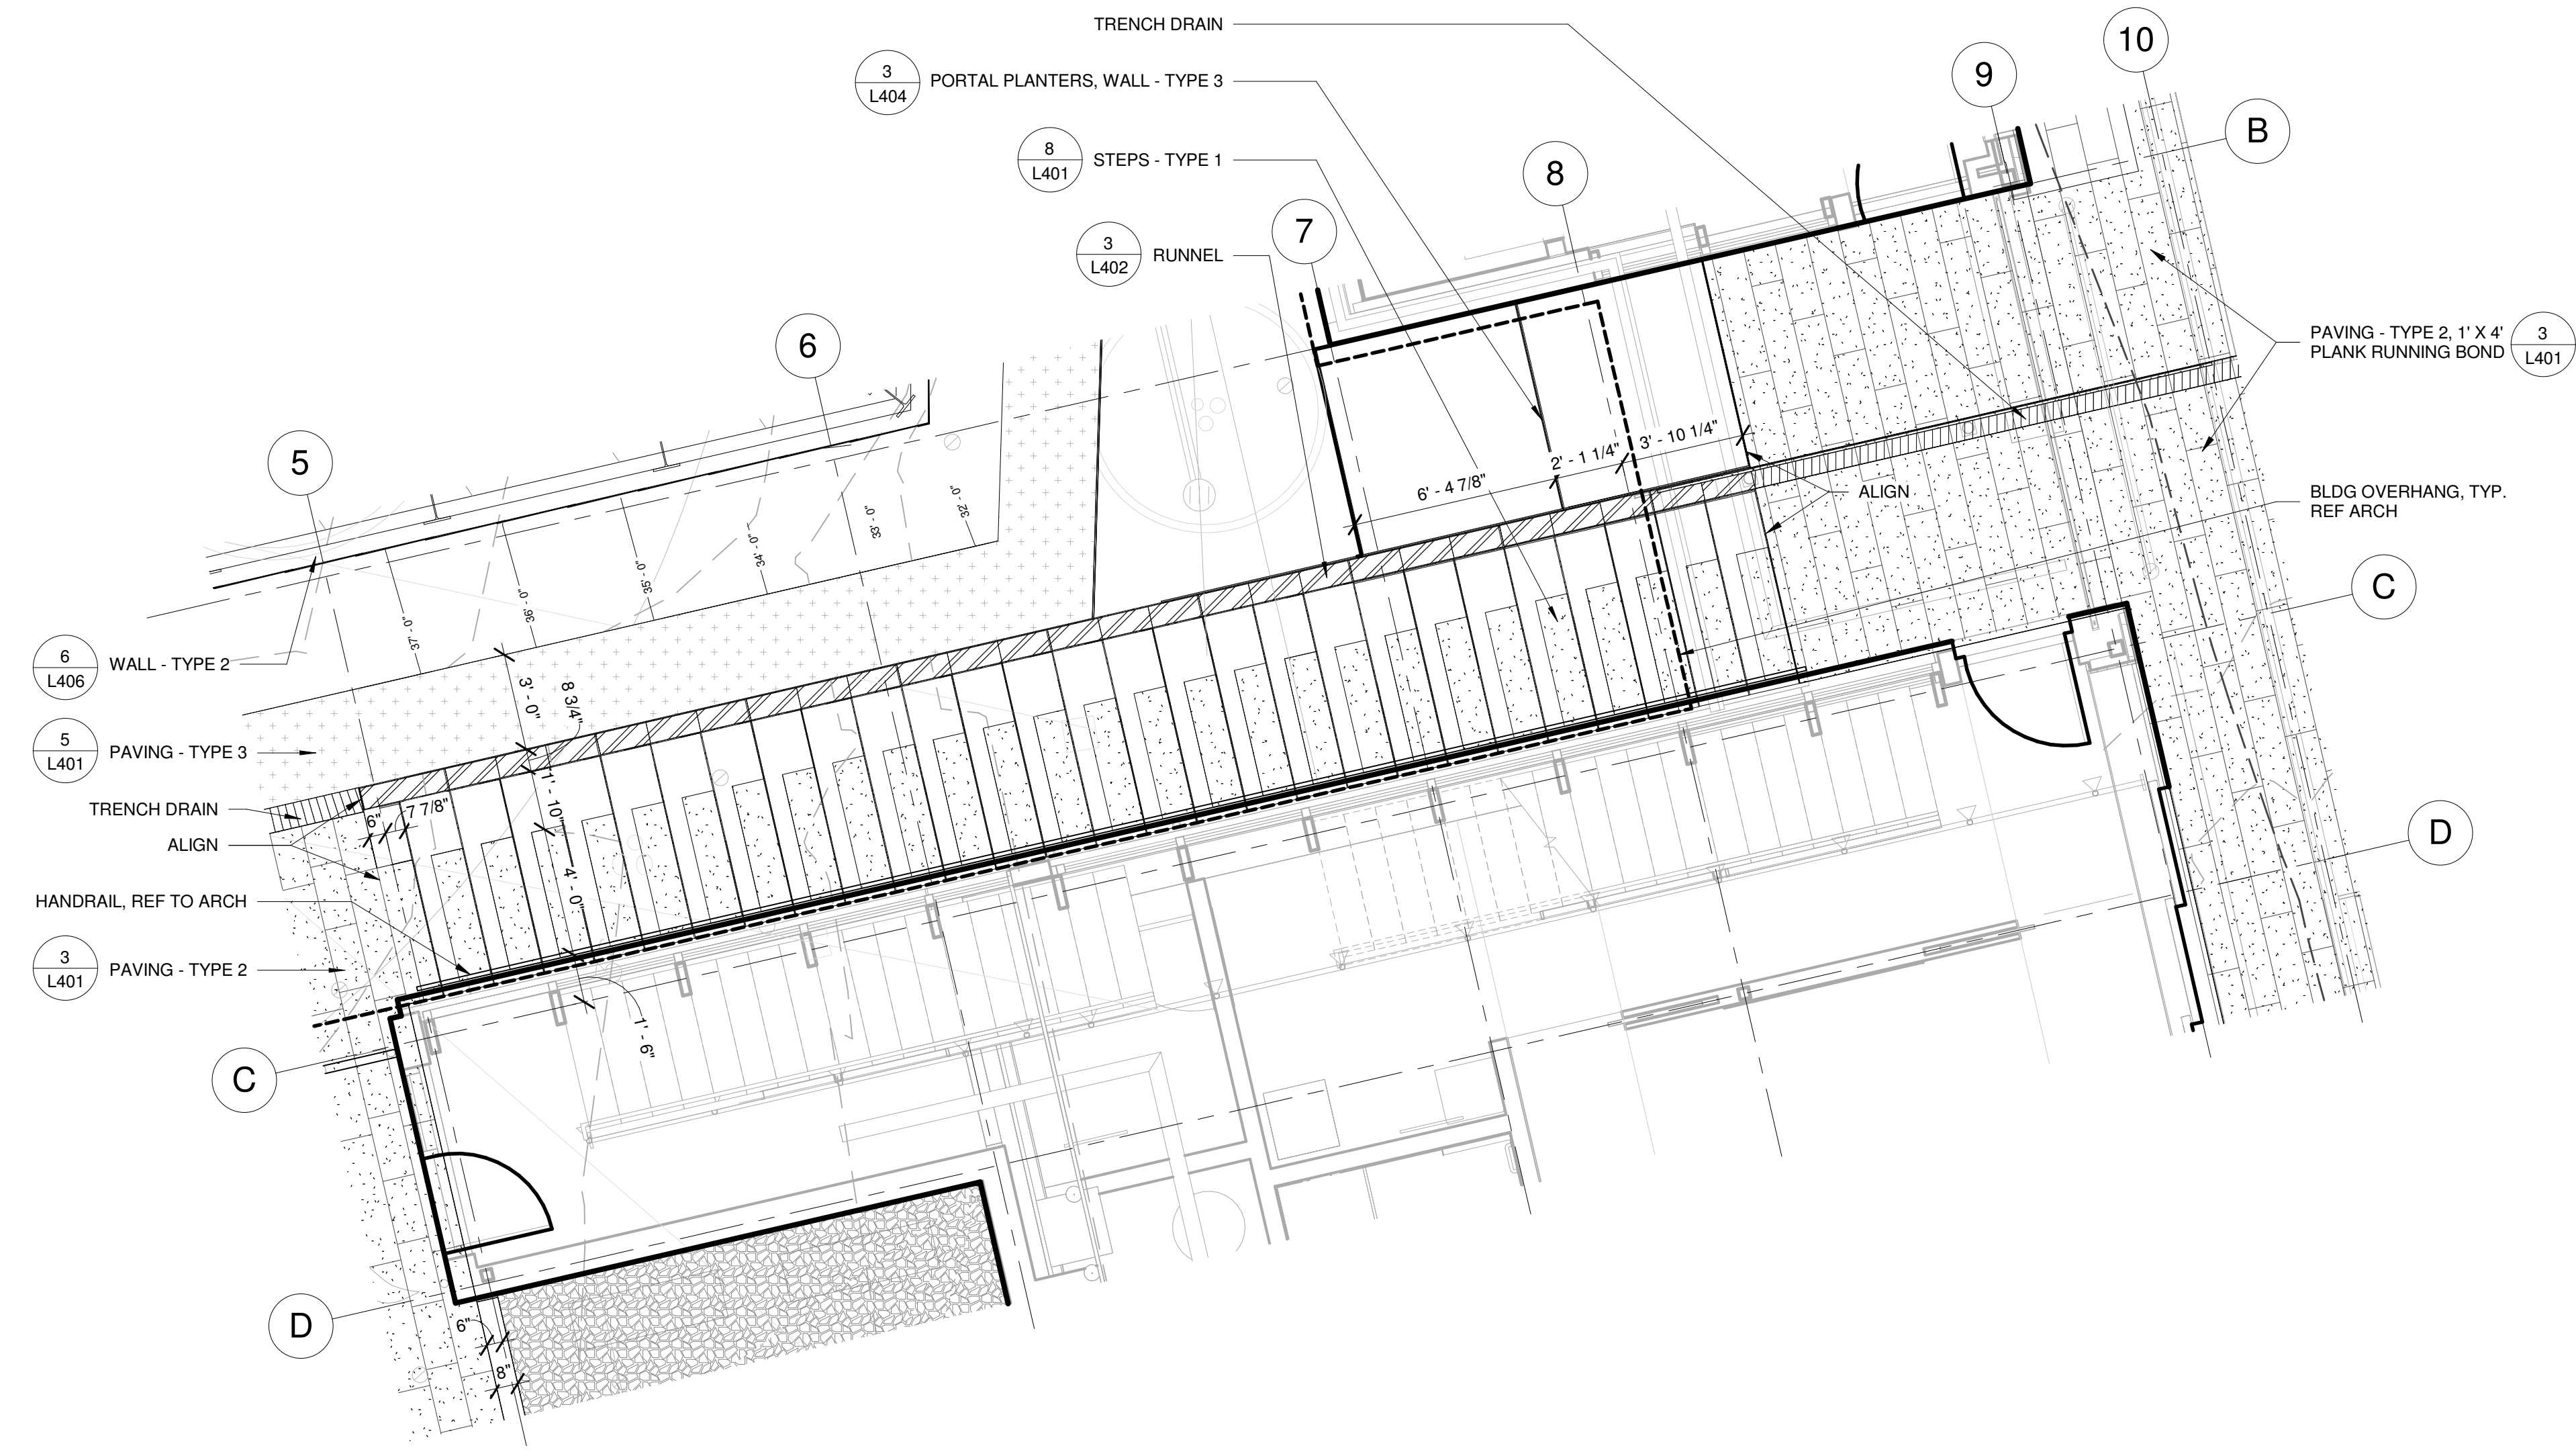 TRENCH DRAIN
3
L404
PORTAL PLANTERS, WALL - TYPE 3
8
L401
STEPS - TYPE 1
3
L402
RUNNEL
5
6
7
8
9
10
B
PAVING - TYPE 2, 1' X 4'
PLANK RUNNING BOND
3
L401
ALIGN
BLDG OVERHANG, TYP.
REF ARCH
C
D
6' - 4 7/8"
2' - 1 1/4"
3' - 10 1/4"
37' - 0"
36' - 0"
35' - 0"
34' - 0"
33' - 0"
32' - 0"
6
L406
WALL - TYPE 2
5
L401
PAVING - TYPE 3
TRENCH DRAIN
ALIGN
HANDRAIL, REF TO ARCH
3
L401
PAVING - TYPE 2
3' - 0"
8 3/4"
1' - 10"
4' - 0"
1' - 6"
6"
7 7/8"
C
D
6"
8"